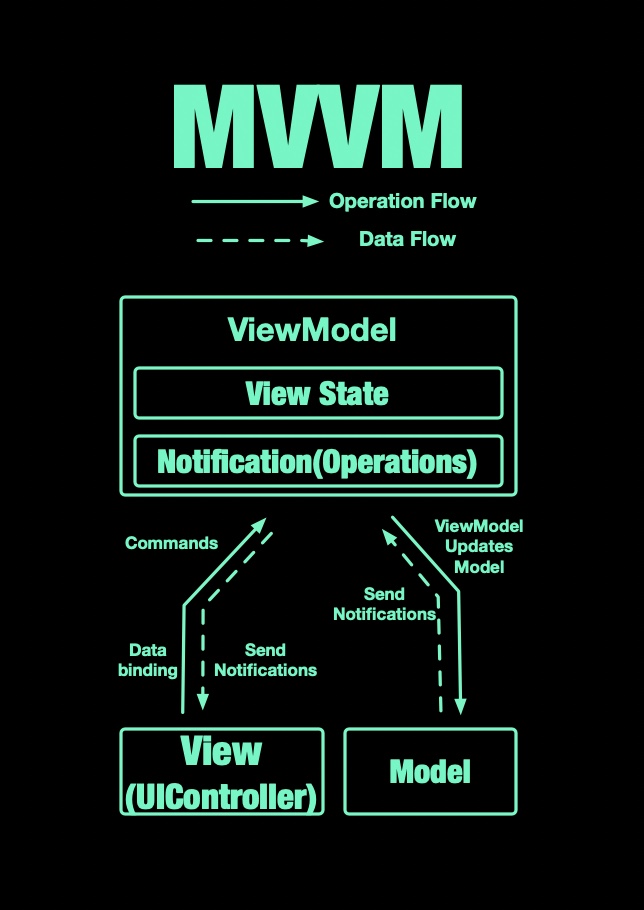 MVVM
Operation Flow
Data Flow
ViewModel
View State
Notification(Operations)
Commands
ViewModel
Updates
Model
Send
Notifications
Data
binding
Send
Notifications
View
(UIController)
Model